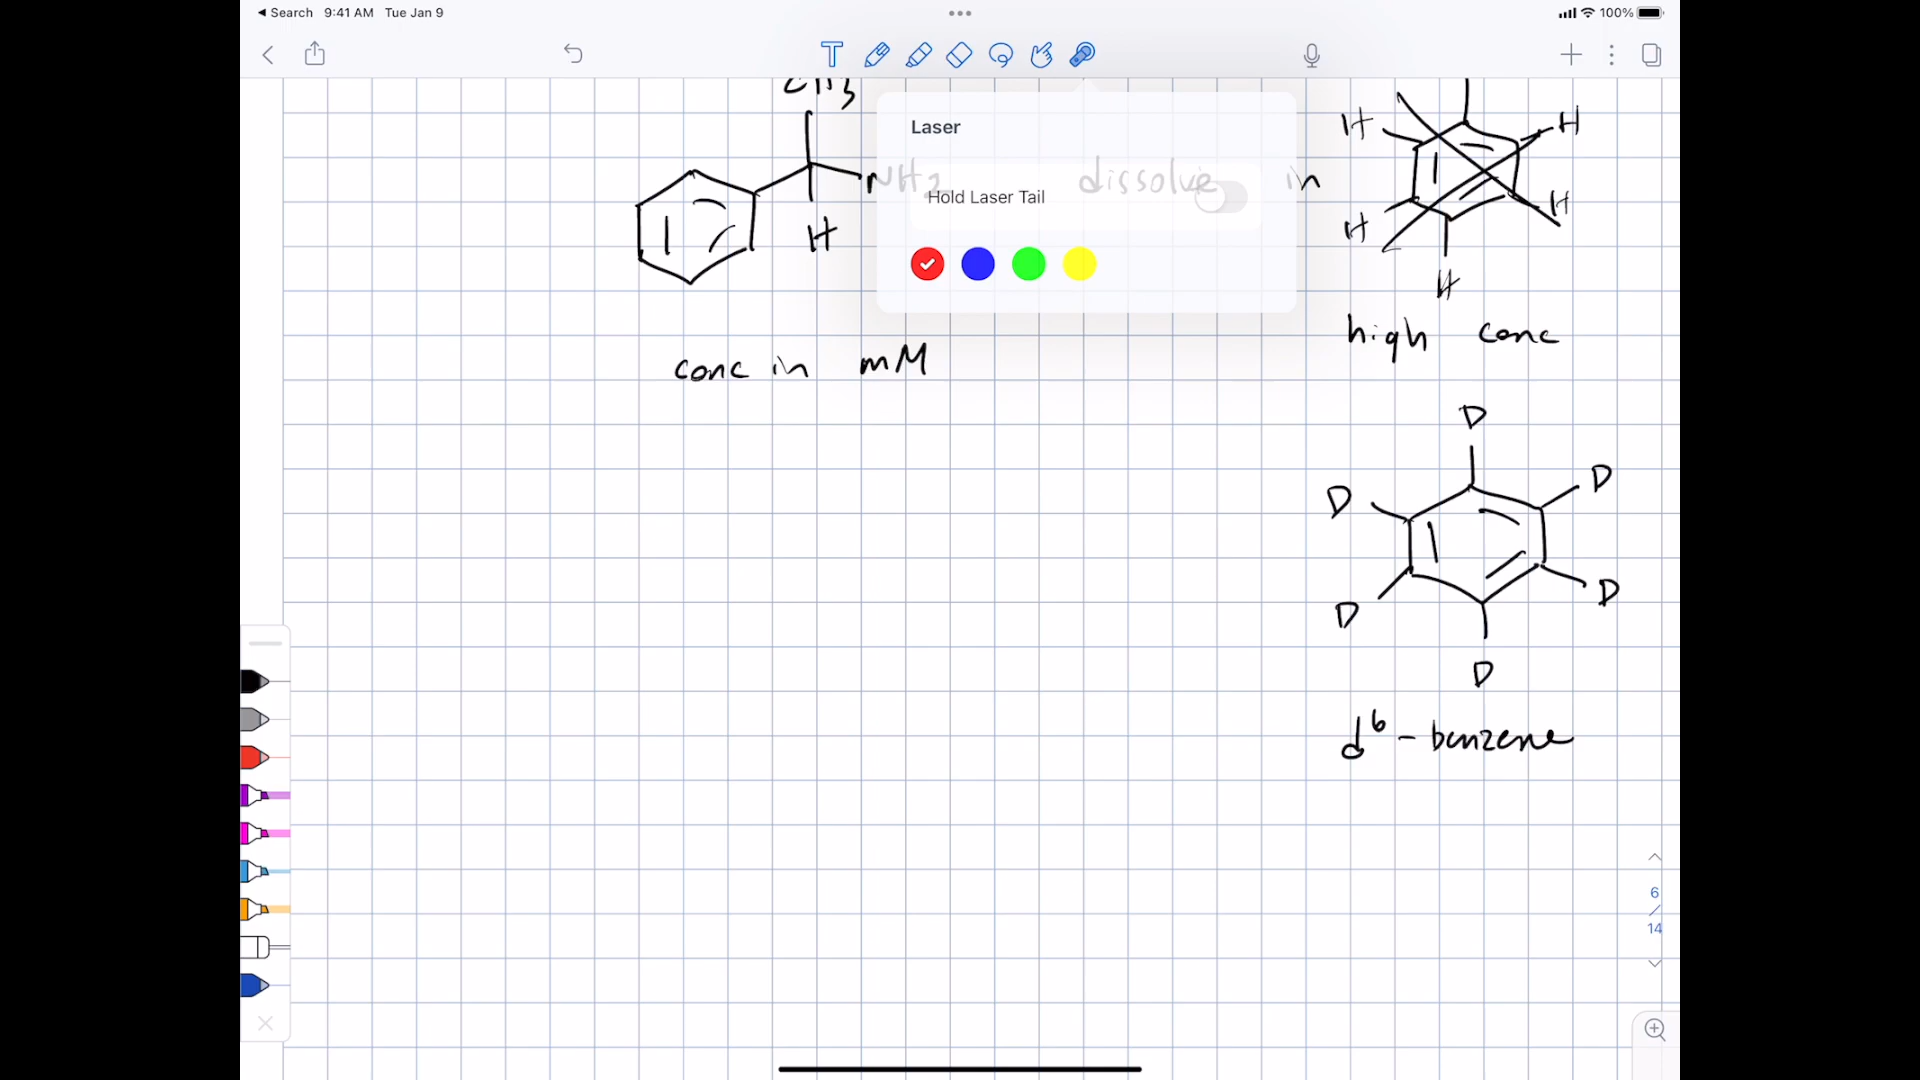 ◀ Search 9:41 AM Tue Jan 9
100%
T
CH3
Laser
NH2 dissolve in
Hold Laser Tail
H
H H
H H
H
high conc
conc in mM
D
D D
D D
D
d6 - benzene
6
/
14